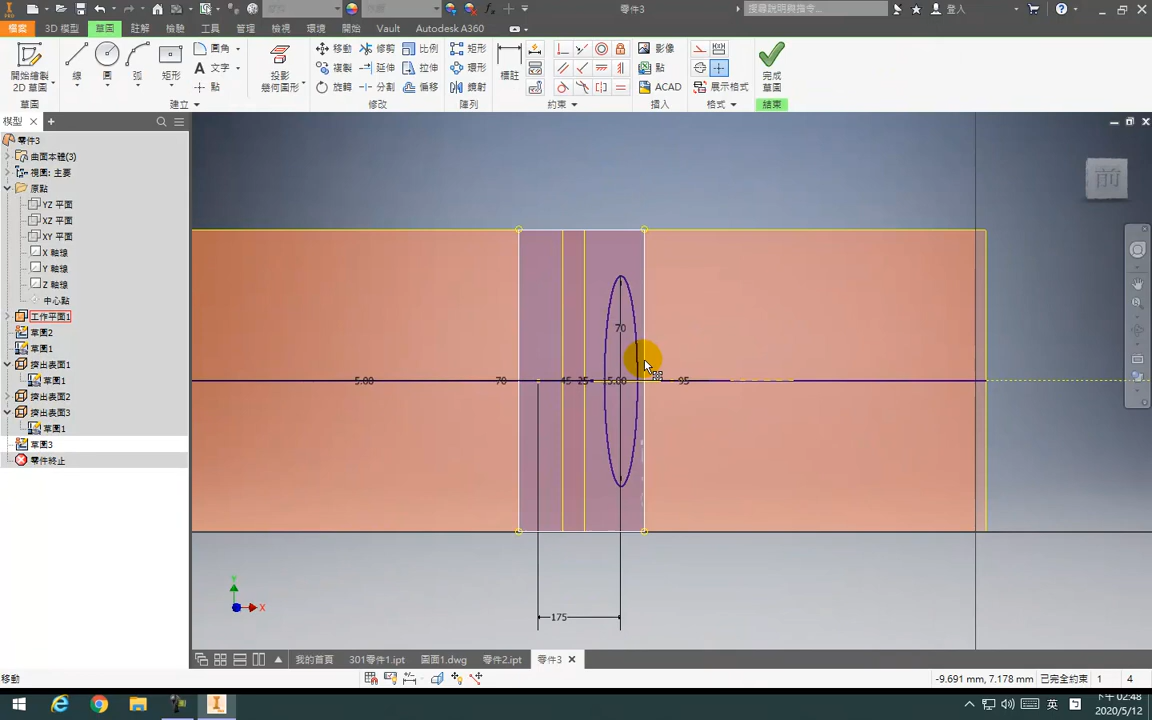 零件3
搜尋說明與指令...
登入
檔案 3D 模型 草圖 註解 檢驗 工具 管理 檢視 環境 開始 Vault Autodesk A360
開始繪製
2D 草圖
草圖
線
圓
弧
矩形
圓角
文字
點
建立
投影
幾何圖形
移動 修剪 比例
複製 延伸 拉伸
旋轉 分割 偏移
修改
矩形
環形
鏡射
陣列
標註
約束
影像
點
ACAD
插入
展示格式
格式
完成
草圖
結束
模型
零件3
曲面本體(3)
視圖: 主要
原點
YZ 平面
XZ 平面
XY 平面
X 軸線
Y 軸線
Z 軸線
中心點
工作平面1
草圖2
草圖1
擠出表面1
草圖1
擠出表面2
擠出表面3
草圖1
草圖3
零件終止
前
70
5.00 70 45 25 5.00 95
175
Y
X
我的首頁 301零件1.ipt 圖面1.dwg 零件2.ipt 零件3
移動
-9.691 mm, 7.178 mm 已完全約束 1 4
英
下午 02:48
2020/5/12